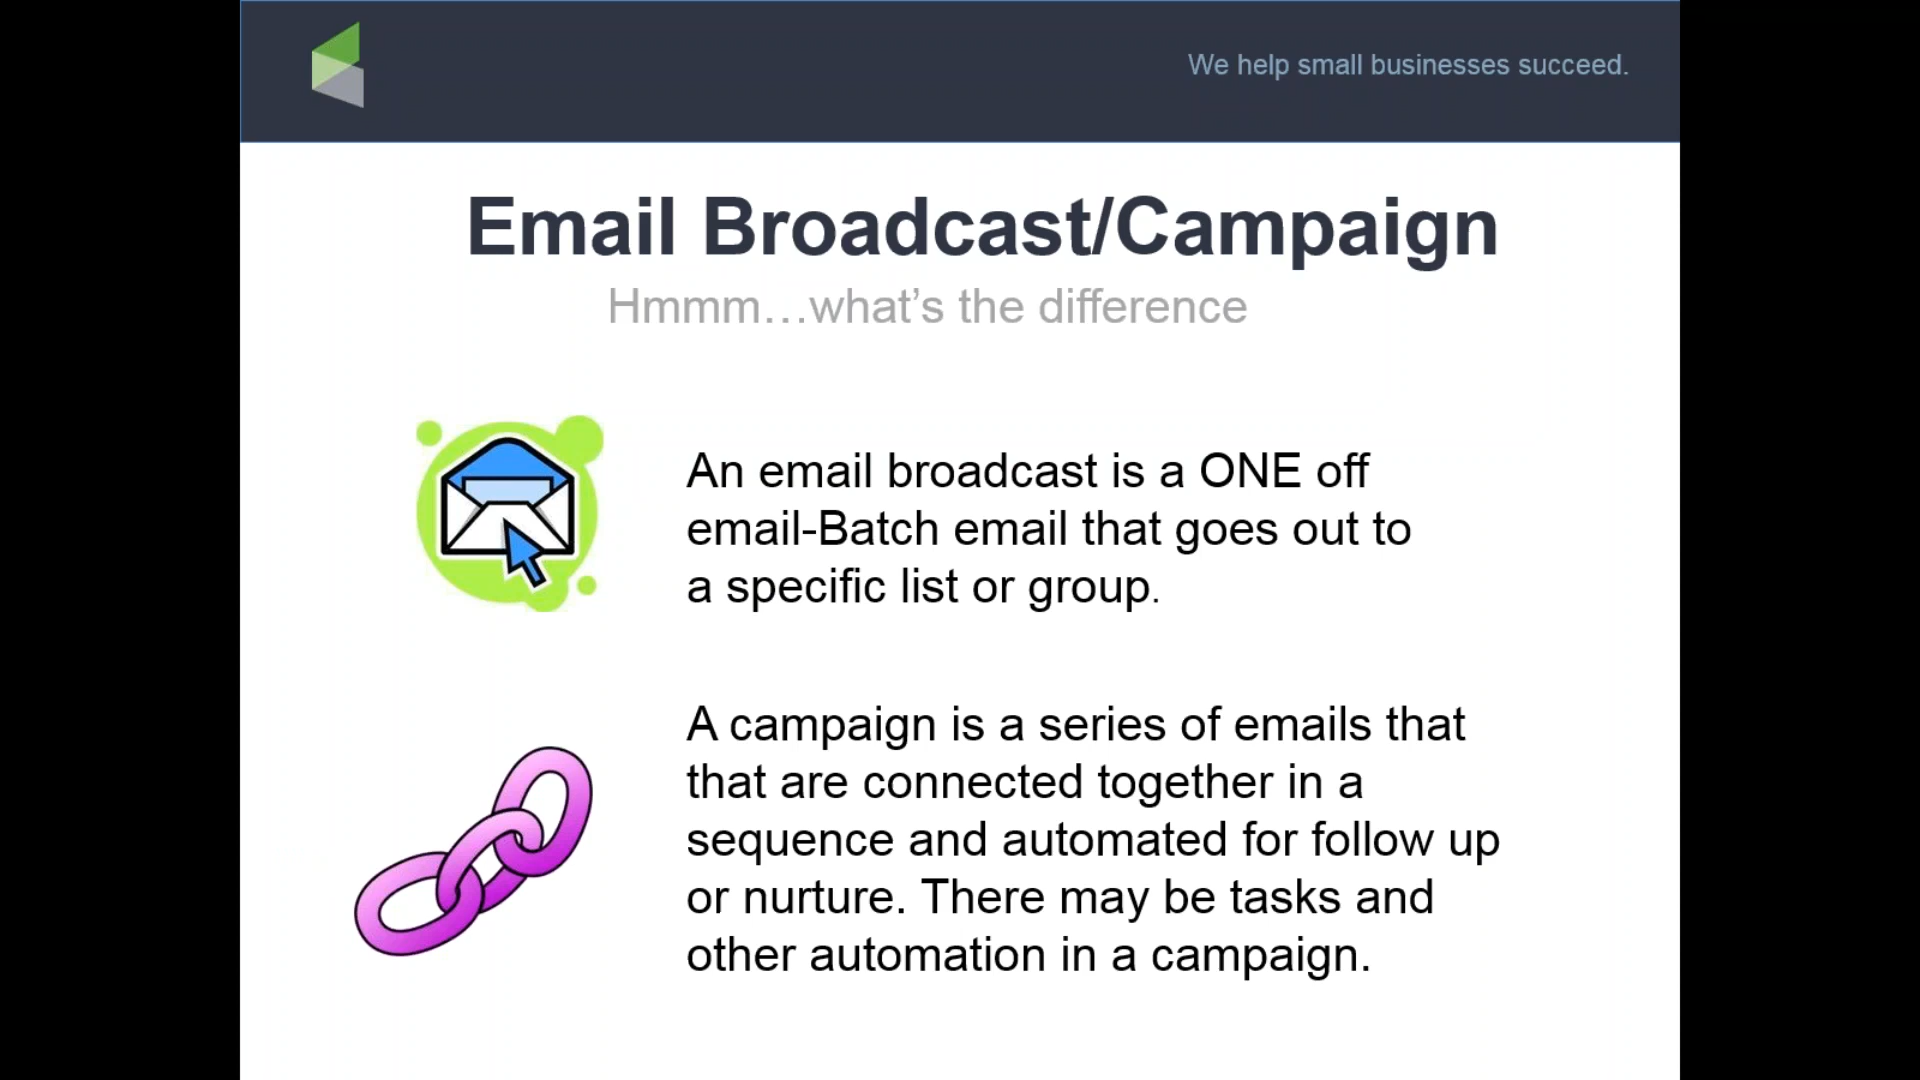 We help small businesses succeed.
Email Broadcast/Campaign
Hmmm…what’s the difference
An email broadcast is a ONE off
email-Batch email that goes out to
a specific list or group.
A campaign is a series of emails that
that are connected together in a
sequence and automated for follow up
or nurture. There may be tasks and
other automation in a campaign.